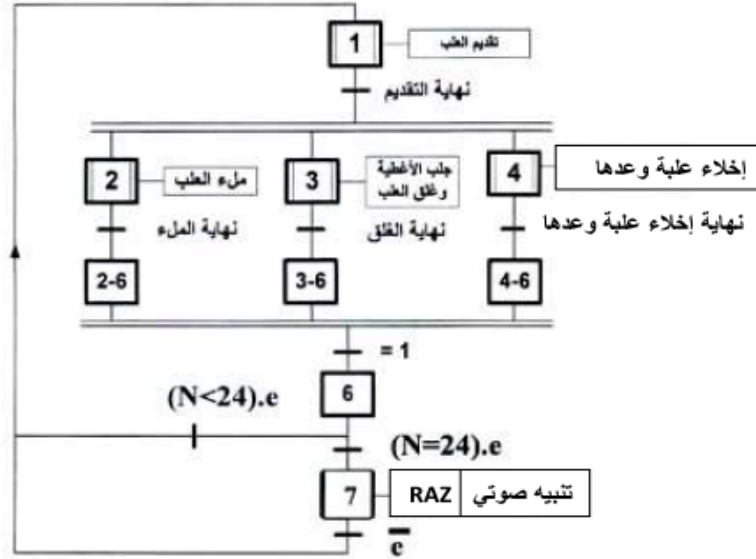 1
تقديم العلب
نهاية التقديم
2
ملء العلب
3
جلب الأغطية
وغلق العلب
4
إخلاء علبة وعدها
نهاية الملء
نهاية الغلق
نهاية إخلاء علبة وعدها
2-6
3-6
4-6
= 1
6
(N<24).e
(N=24).e
7
RAZ
تنبيه صوتي
e̅